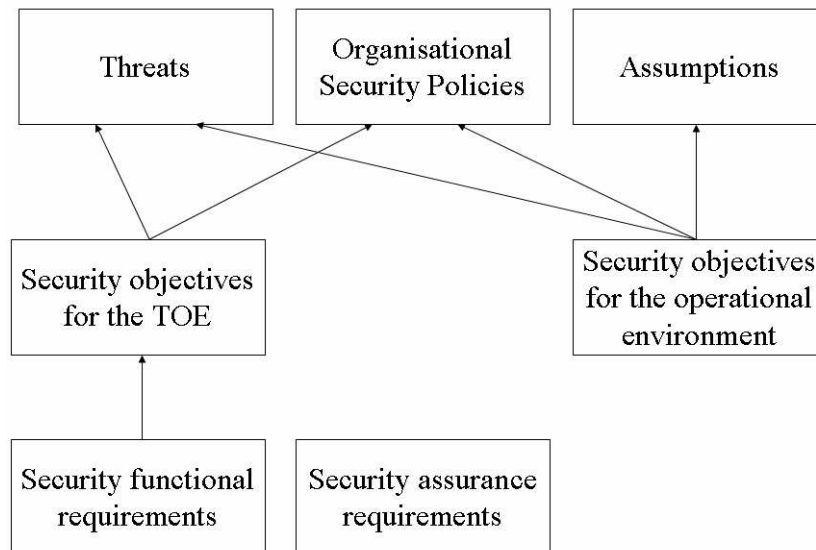 Threats
Organisational
Security Policies
Assumptions
Security objectives
for the TOE
Security objectives
for the operational
environment
Security functional
requirements
Security assurance
requirements